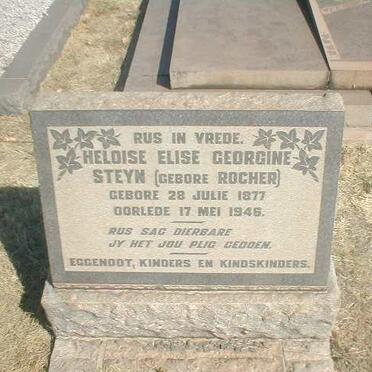 RUS IN VREDE.
HELOISE ELISE GEORGINE
STEYN (GEBORE ROCHER)
GEBORE 28 JULIE 1877
OORLEDE 17 MEI 1946.
RUS SAG DIERBARE
JY HET JOU PLIG GEDOEN.
EGGENOOT, KINDERS EN KINDSKINDERS.